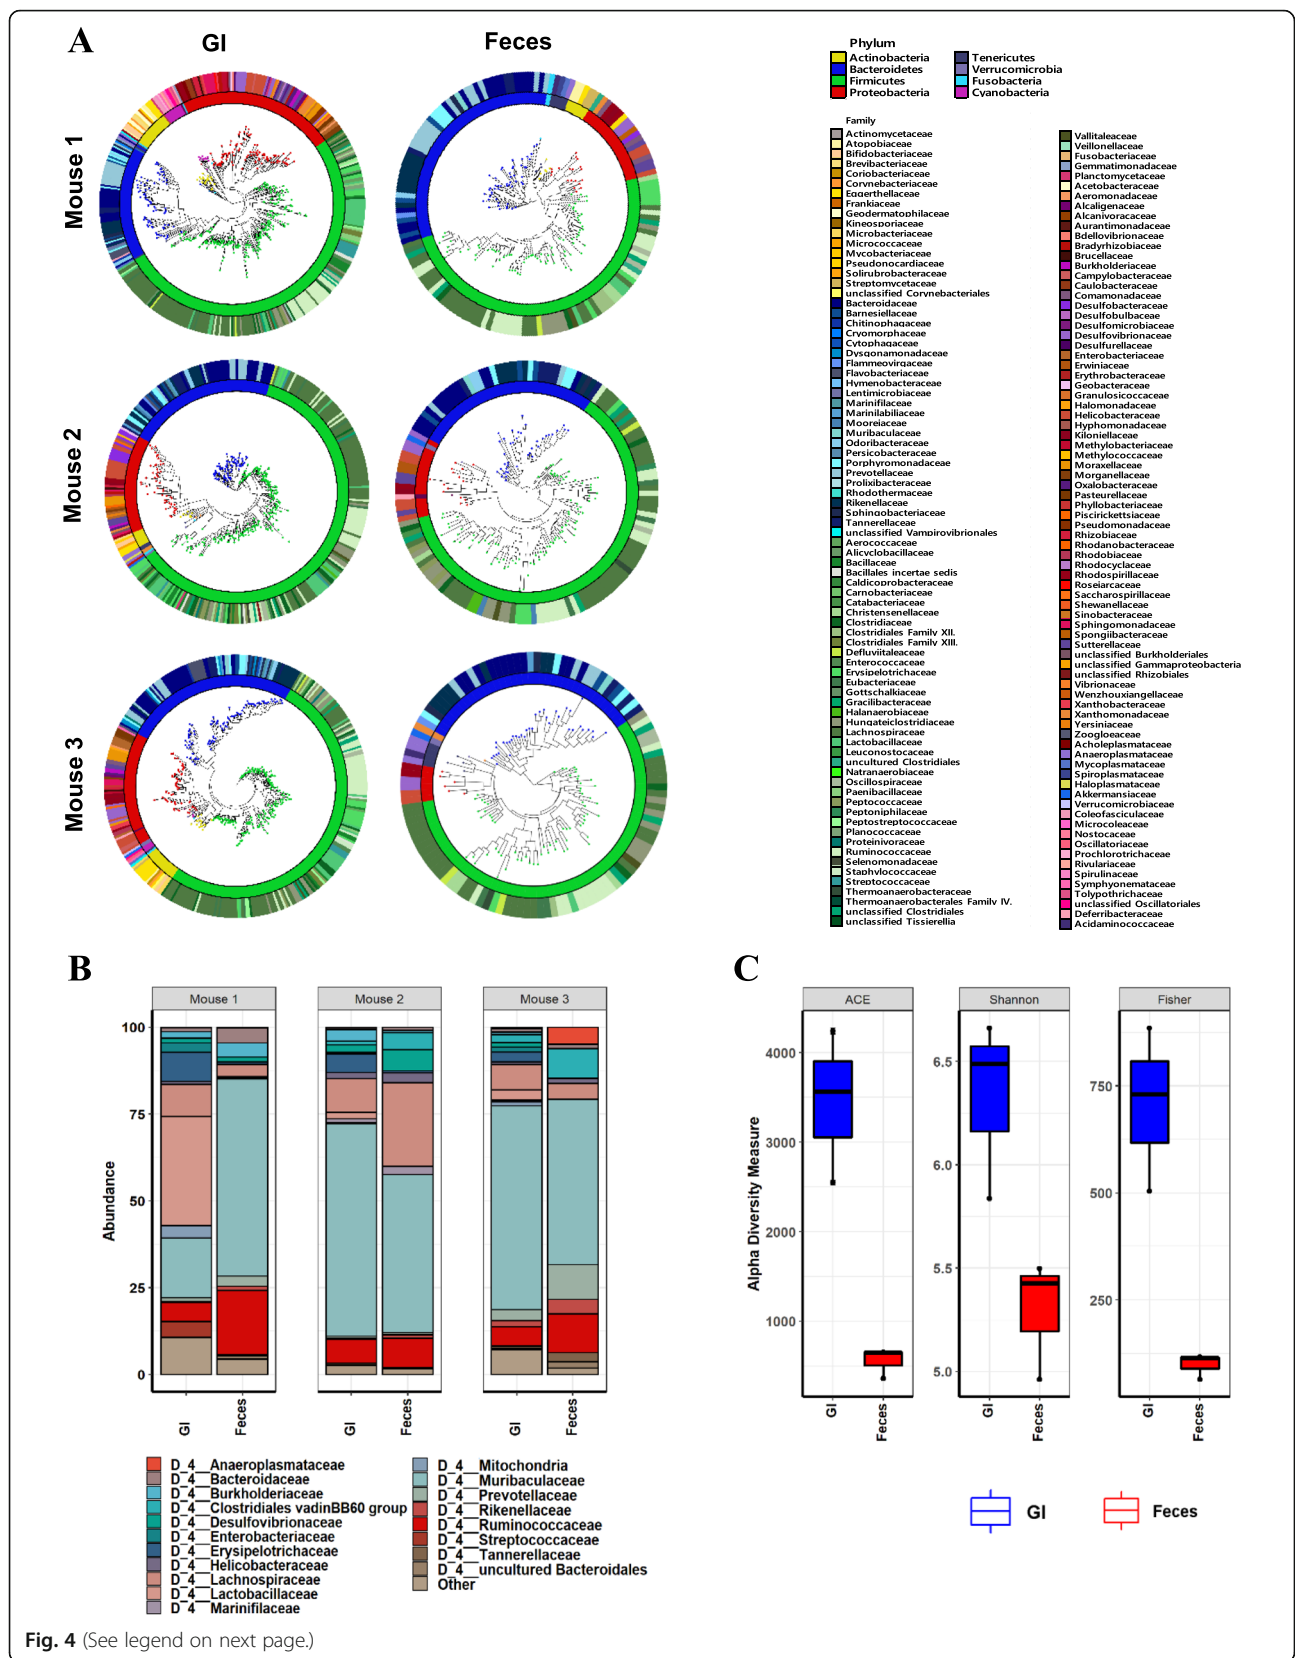 A
GI
Feces
Mouse 1
Mouse 2
Mouse 3
Phylum
Actinobacteria
Bacteroidetes
Firmicutes
Proteobacteria
Tenericutes
Verrucomicrobia
Fusobacteria
Cyanobacteria
Family
Actinomycetaceae
Atopobiaceae
Bifidobacteriaceae
Brevibacteriaceae
Coriobacteriaceae
Corynebacteriaceae
Eggerthellaceae
Frankiaceae
Geodermatophilaceae
Kineosporiaceae
Microbacteriaceae
Micrococcaceae
Mycobacteriaceae
Pseudonocardiaceae
Solirubrobacteraceae
Streptomycetaceae
unclassified Corynebacteriales
Bacteroidaceae
Barnesiellaceae
Chitinophagaceae
Cryomorphaceae
Cytophagaceae
Dysgonamonadaceae
Flammeovirgaceae
Flavobacteriaceae
Hymenobacteraceae
Lentimicrobiaceae
Marinifilaceae
Marinilabiliaceae
Mooreiaceae
Muribaculaceae
Odoribacteraceae
Persicobacteraceae
Porphyromonadaceae
Prevotellaceae
Prolixibacteraceae
Rhodothermaceae
Rikenellaceae
Sphingobacteriaceae
Tannerellaceae
unclassified Vampirovibrionales
Aerococcaceae
Alicyclobacillaceae
Bacillaceae
Bacillales incertae sedis
Caldicoprobacteraceae
Carnobacteriaceae
Catabacteriaceae
Christensenellaceae
Clostridiaceae
Clostridiales Family XII.
Clostridiales Family XIII.
Defluviitaleaceae
Enterococcaceae
Erysipelotrichaceae
Eubacteriaceae
Gottschalkiaceae
Gracilibacteraceae
Halanaerobiaceae
Hungateiclostridiaceae
Lachnospiraceae
Lactobacillaceae
Leuconostocaceae
uncultured Clostridiales
Natranaerobiaceae
Oscillospiraceae
Paenibacillaceae
Peptococcaceae
Peptoniphilaceae
Peptostreptococcaceae
Planococcaceae
Proteinivoraceae
Ruminococcaceae
Selenomonadaceae
Staphylococcaceae
Streptococcaceae
Thermoanaerobacteraceae
Thermoanaerobacterales Family IV.
unclassified Clostridiales
unclassified Tissierellia
Vallitaleaceae
Veillonellaceae
Fusobacteriaceae
Gemmatimonadaceae
Planctomycetaceae
Acetobacteraceae
Aeromonadaceae
Alcaligenaceae
Alcanivoracaceae
Aurantimonadaceae
Bdellovibrionaceae
Bradyrhizobiaceae
Brucellaceae
Burkholderiaceae
Campylobacteraceae
Caulobacteraceae
Comamonadaceae
Desulfobacteraceae
Desulfobulbaceae
Desulfomicrobiaceae
Desulfovibrionaceae
Desulfurellaceae
Enterobacteriaceae
Erwiniaceae
Erythrobacteraceae
Geobacteraceae
Granulosicoccaceae
Halomonadaceae
Helicobacteraceae
Hyphomonadaceae
Kiloniellaceae
Methylobacteriaceae
Methylococcaceae
Moraxellaceae
Morganellaceae
Oxalobacteraceae
Pasteurellaceae
Phyllobacteriaceae
Piscirickettsiaceae
Pseudomonadaceae
Rhizobiaceae
Rhodanobacteraceae
Rhodobiaceae
Rhodocyclaceae
Rhodospirillaceae
Roseiarcaceae
Saccharospirillaceae
Shewanellaceae
Sinobacteraceae
Sphingomonadaceae
Spongiibacteraceae
Sutterellaceae
unclassified Burkholderiales
unclassified Gammaproteobacteria
unclassified Rhizobiales
Vibrionaceae
Wenzhouxiangellaceae
Xanthobacteraceae
Xanthomonadaceae
Yersiniaceae
Zoogloeaceae
Acholeplasmataceae
Anaeroplasmataceae
Mycoplasmataceae
Spiroplasmataceae
Haloplasmataceae
Akkermansiaceae
Verrucomicrobiaceae
Coleofasciculaceae
Microcoleaceae
Nostocaceae
Oscillatoriaceae
Prochlorotrichaceae
Rivulariaceae
Spirulinaceae
Symphyonemataceae
Tolypothrichaceae
unclassified Oscillatoriales
Deferribacteraceae
Acidaminococcaceae
B
Mouse 1
Mouse 2
Mouse 3
Abundance
100
75
50
25
0
GI
Feces
GI
Feces
GI
Feces
D_4__Anaeroplasmataceae
D_4__Bacteroidaceae
D_4__Burkholderiaceae
D_4__Clostridiales vadinBB60 group
D_4__Desulfovibrionaceae
D_4__Enterobacteriaceae
D_4__Erysipelotrichaceae
D_4__Helicobacteraceae
D_4__Lachnospiraceae
D_4__Lactobacillaceae
D_4__Marinifilaceae
D_4__Mitochondria
D_4__Muribaculaceae
D_4__Prevotellaceae
D_4__Rikenellaceae
D_4__Ruminococcaceae
D_4__Streptococcaceae
D_4__Tannerellaceae
D_4__uncultured Bacteroidales
Other
C
ACE
Shannon
Fisher
Alpha Diversity Measure
4000
3000
2000
1000
6.5
6.0
5.5
5.0
750
500
250
GI
Feces
GI
Feces
GI
Feces
GI
Feces
Fig. 4 (See legend on next page.)